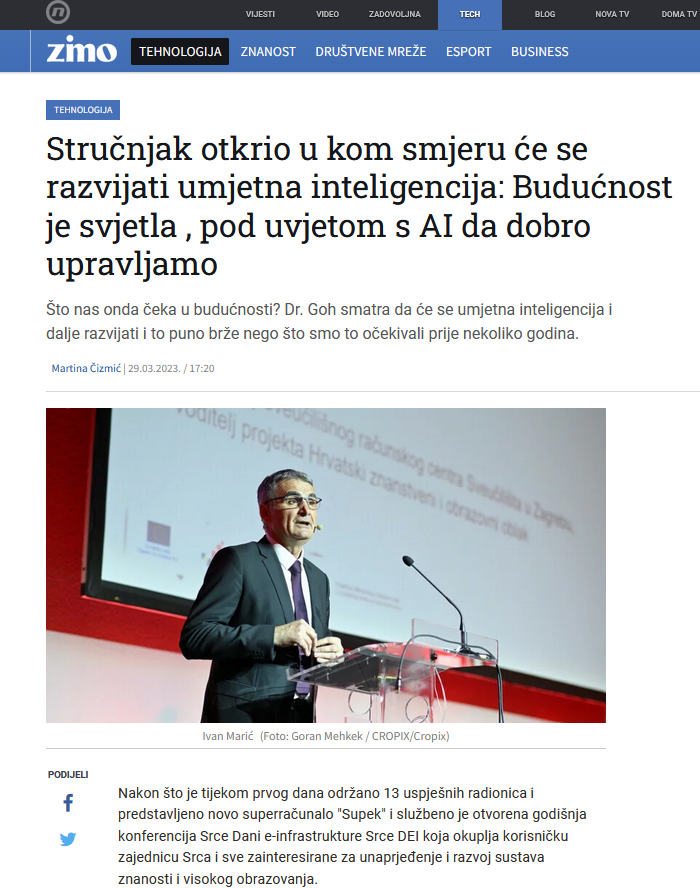 VIJESTI VIDEO ZADOVOLJNA TECH BLOG NOVA TV DOMA TV
zimo TEHNOLOGIJA ZNANOST DRUŠTVENE MREŽE ESPORT BUSINESS
TEHNOLOGIJA
Stručnjak otkrio u kom smjeru će se
razvijati umjetna inteligencija: Budućnost
je svjetla , pod uvjetom s AI da dobro
upravljamo
Što nas onda čeka u budućnosti? Dr. Goh smatra da će se umjetna inteligencija i
dalje razvijati i to puno brže nego što smo to očekivali prije nekoliko godina.
Martina Čizmić | 29.03.2023. / 17:20
Sveučilišnog računskog centra Sveučilišta u Zagrebu,
voditelj projekta Hrvatski znanstveni i obrazovni oblak
Ivan Marić (Foto: Goran Mehkek / CROPIX/Cropix)
PODIJELI
Nakon što je tijekom prvog dana održano 13 uspješnih radionica i
predstavljeno novo superračunalo "Supek" i službeno je otvorena godišnja
konferencija Srce Dani e-infrastrukture Srce DEI koja okuplja korisničku
zajednicu Srca i sve zainteresirane za unaprjeđenje i razvoj sustava
znanosti i visokog obrazovanja.